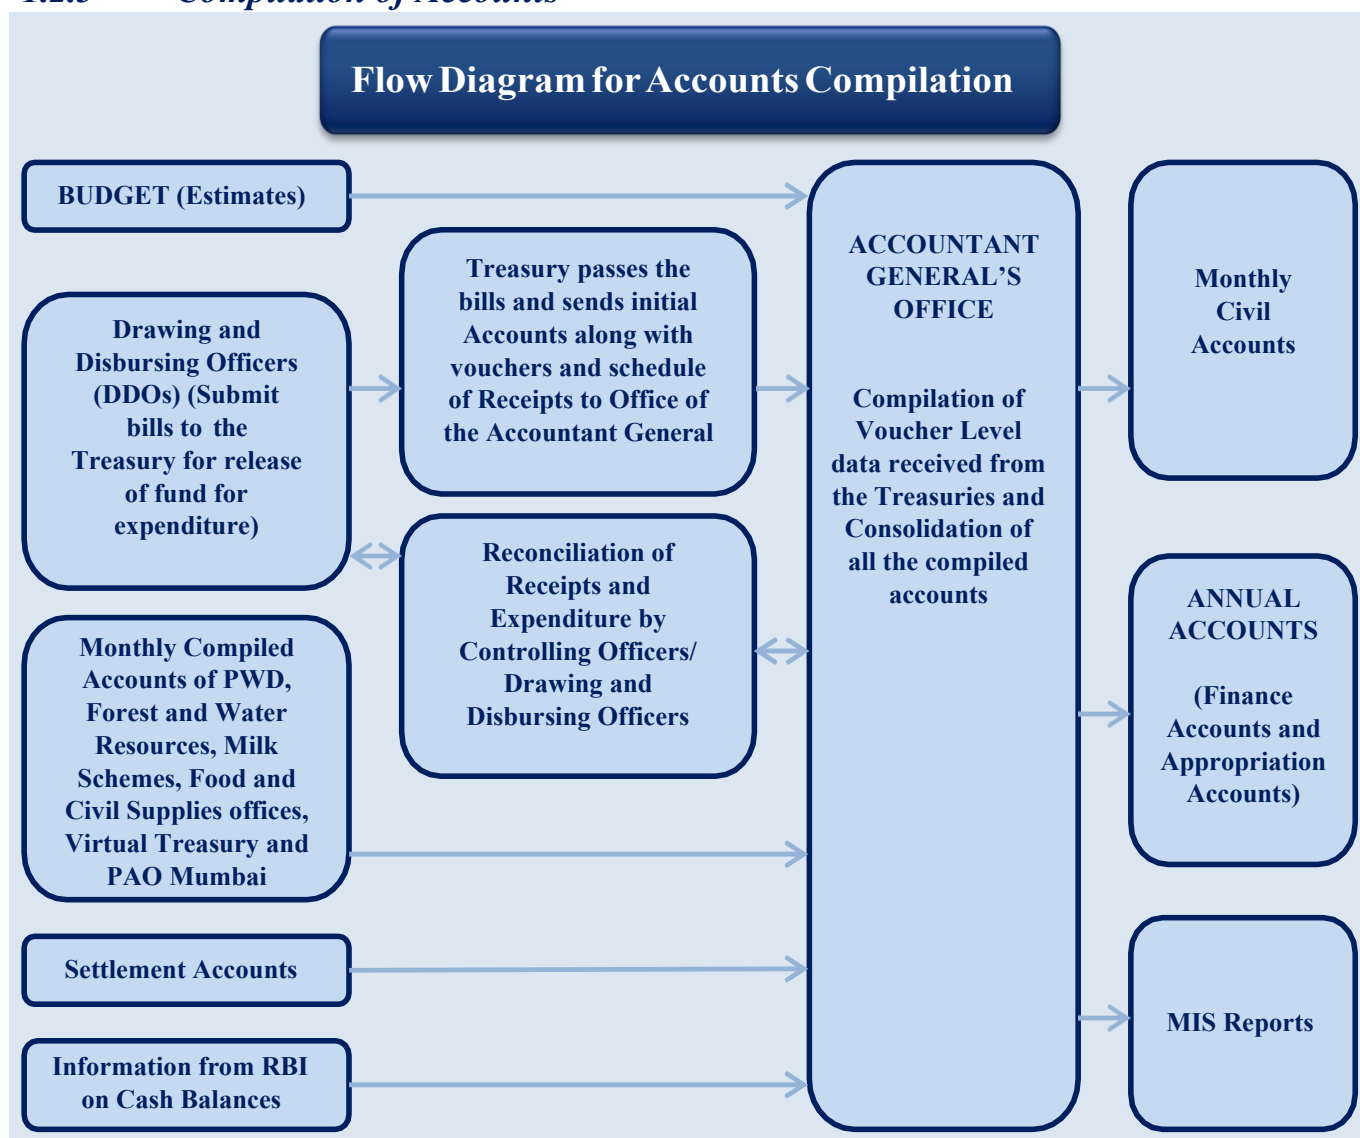 Flow Diagram for Accounts Compilation
BUDGET (Estimates)
Drawing and
Disbursing Officers
(DDOs) (Submit
bills to the
Treasury for release
of fund for
expenditure)
Monthly Compiled
Accounts of PWD,
Forest and Water
Resources, Milk
Schemes, Food and
Civil Supplies offices,
Virtual Treasury and
PAO Mumbai
Settlement Accounts
Information from RBI
on Cash Balances
Treasury passes the
bills and sends initial
Accounts along with
vouchers and schedule
of Receipts to Office of
the Accountant General
Reconciliation of
Receipts and
Expenditure by
Controlling Officers/
Drawing and
Disbursing Officers
ACCOUNTANT
GENERAL’S
OFFICE
Compilation of
Voucher Level
data received from
the Treasuries and
Consolidation of
all the compiled
accounts
Monthly
Civil
Accounts
ANNUAL
ACCOUNTS
(Finance
Accounts and
Appropriation
Accounts)
MIS Reports